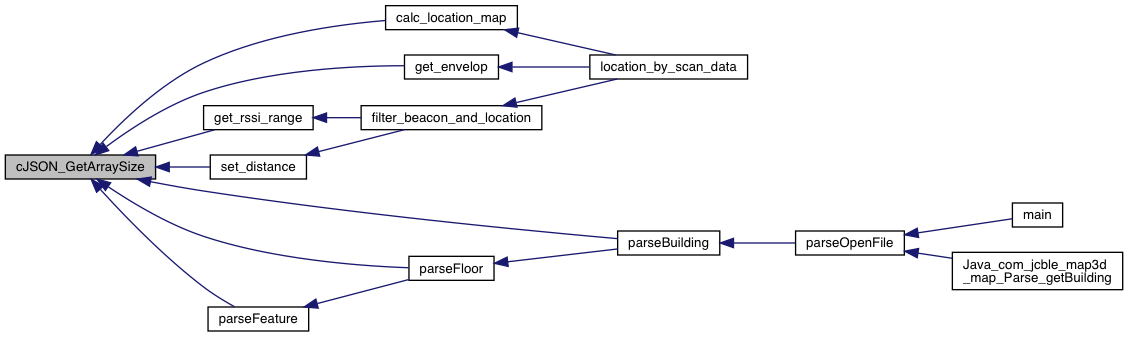 calc_location_map
get_envelop
location_by_scan_data
get_rssi_range
filter_beacon_and_location
cJSON_GetArraySize
set_distance
main
parseBuilding
parseOpenFile
parseFloor
Java_com_jcble_map3d
_map_Parse_getBuilding
parseFeature